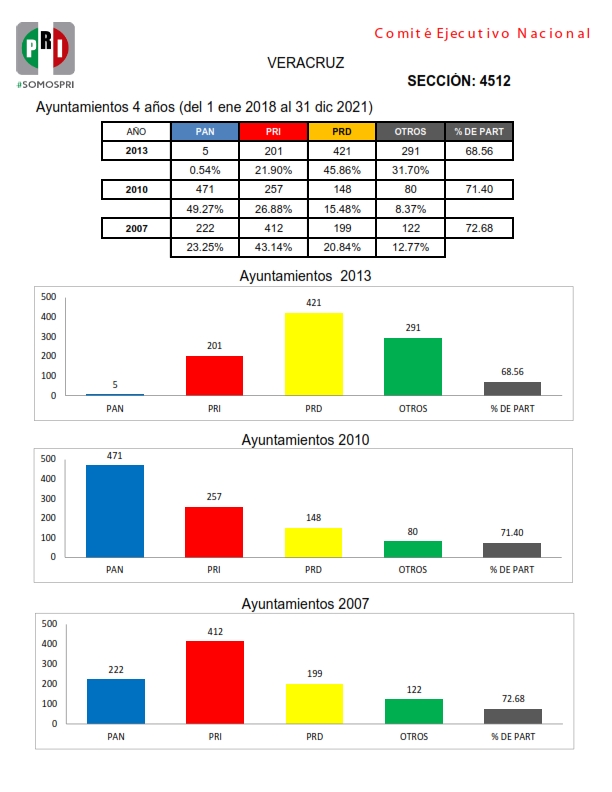 Comité Ejecutivo Nacional
PRI
#SOMOSPRI
VERACRUZ
SECCIÓN: 4512
Ayuntamientos 4 años (del 1 ene 2018 al 31 dic 2021)
AÑO PAN PRI PRD OTROS % DE PART
2013 5 201 421 291 68.56
0.54% 21.90% 45.86% 31.70%
2010 471 257 148 80 71.40
49.27% 26.88% 15.48% 8.37%
2007 222 412 199 122 72.68
23.25% 43.14% 20.84% 12.77%
Ayuntamientos 2013
500
400
300
200
100
0
5 201 421 291 68.56
PAN PRI PRD OTROS % DE PART
Ayuntamientos 2010
500
400
300
200
100
0
471 257 148 80 71.40
PAN PRI PRD OTROS % DE PART
Ayuntamientos 2007
500
400
300
200
100
0
222 412 199 122 72.68
PAN PRI PRD OTROS % DE PART